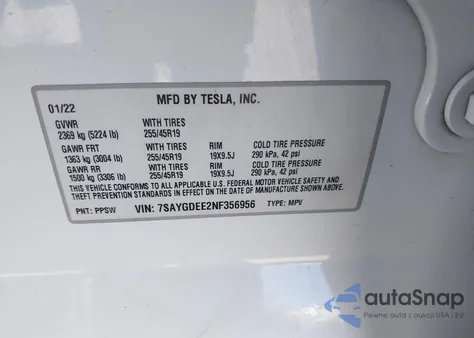 MFD BY TESLA, INC.
01/22
GVWR WITH TIRES
2369 kg (5224 lb) 255/45R19
GAWR FRT WITH TIRES RIM COLD TIRE PRESSURE
1363 kg (3004 lb) 255/45R19 19X9.5J 290 kPa, 42 psi
GAWR RR WITH TIRES RIM COLD TIRE PRESSURE
1500 kg (3306 lb) 255/45R19 19X9.5J 290 kPa, 42 psi
THIS VEHICLE CONFORMS TO ALL APPLICABLE U.S. FEDERAL MOTOR VEHICLE SAFETY AND
THEFT PREVENTION STANDARDS IN EFFECT ON THE DATE OF MANUFACTURE SHOWN ABOVE.
PNT: PPSW VIN: 7SAYGDEE2NF356956 TYPE: MPV
autoSnap
Pewne auta z aukcji USA i